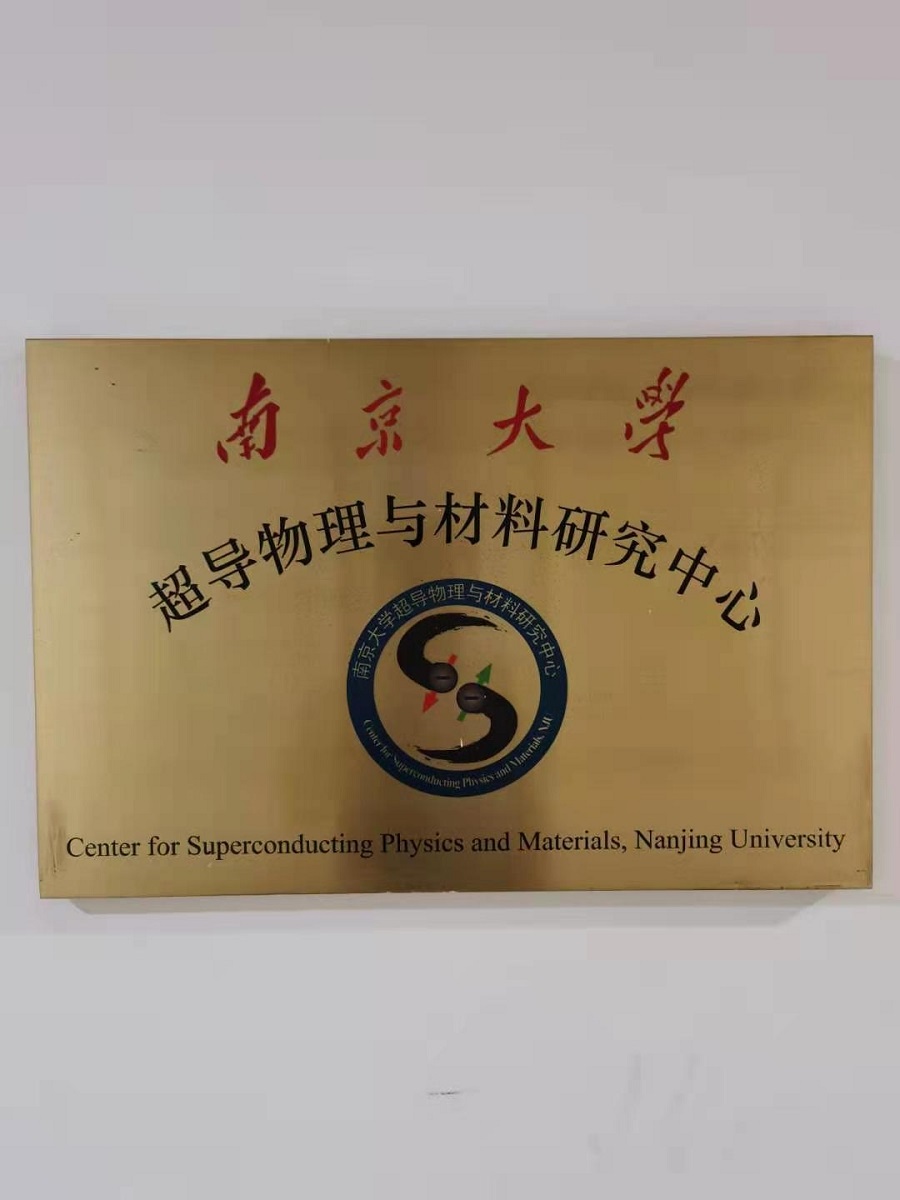 南京大學
超导物理与材料研究中心
南京大学超导物理与材料研究中心
Center for Superconducting Physics and Materials, NJU
Center for Superconducting Physics and Materials, Nanjing University